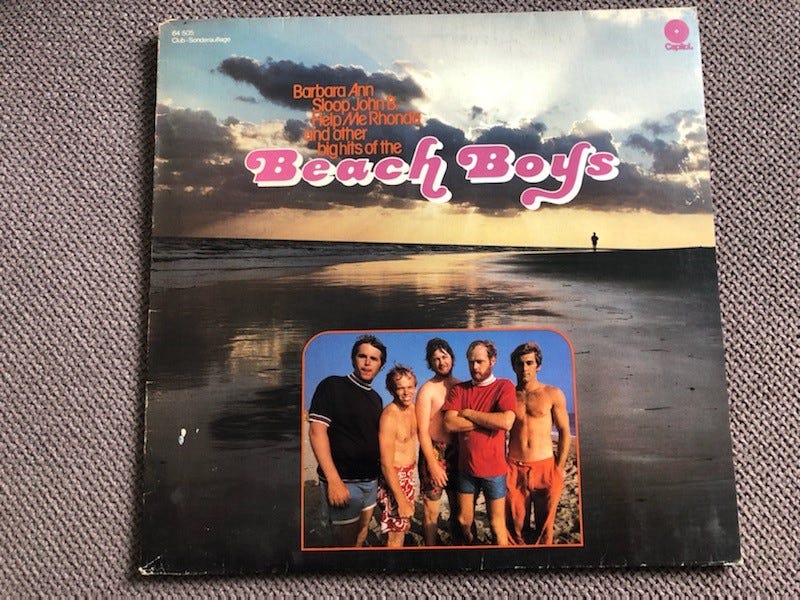 64 505
Club-Sonderauflage
Capitol®
Barbara Ann
Sloop John B.
Help Me Rhonda
and other
big hits of the
Beach Boys